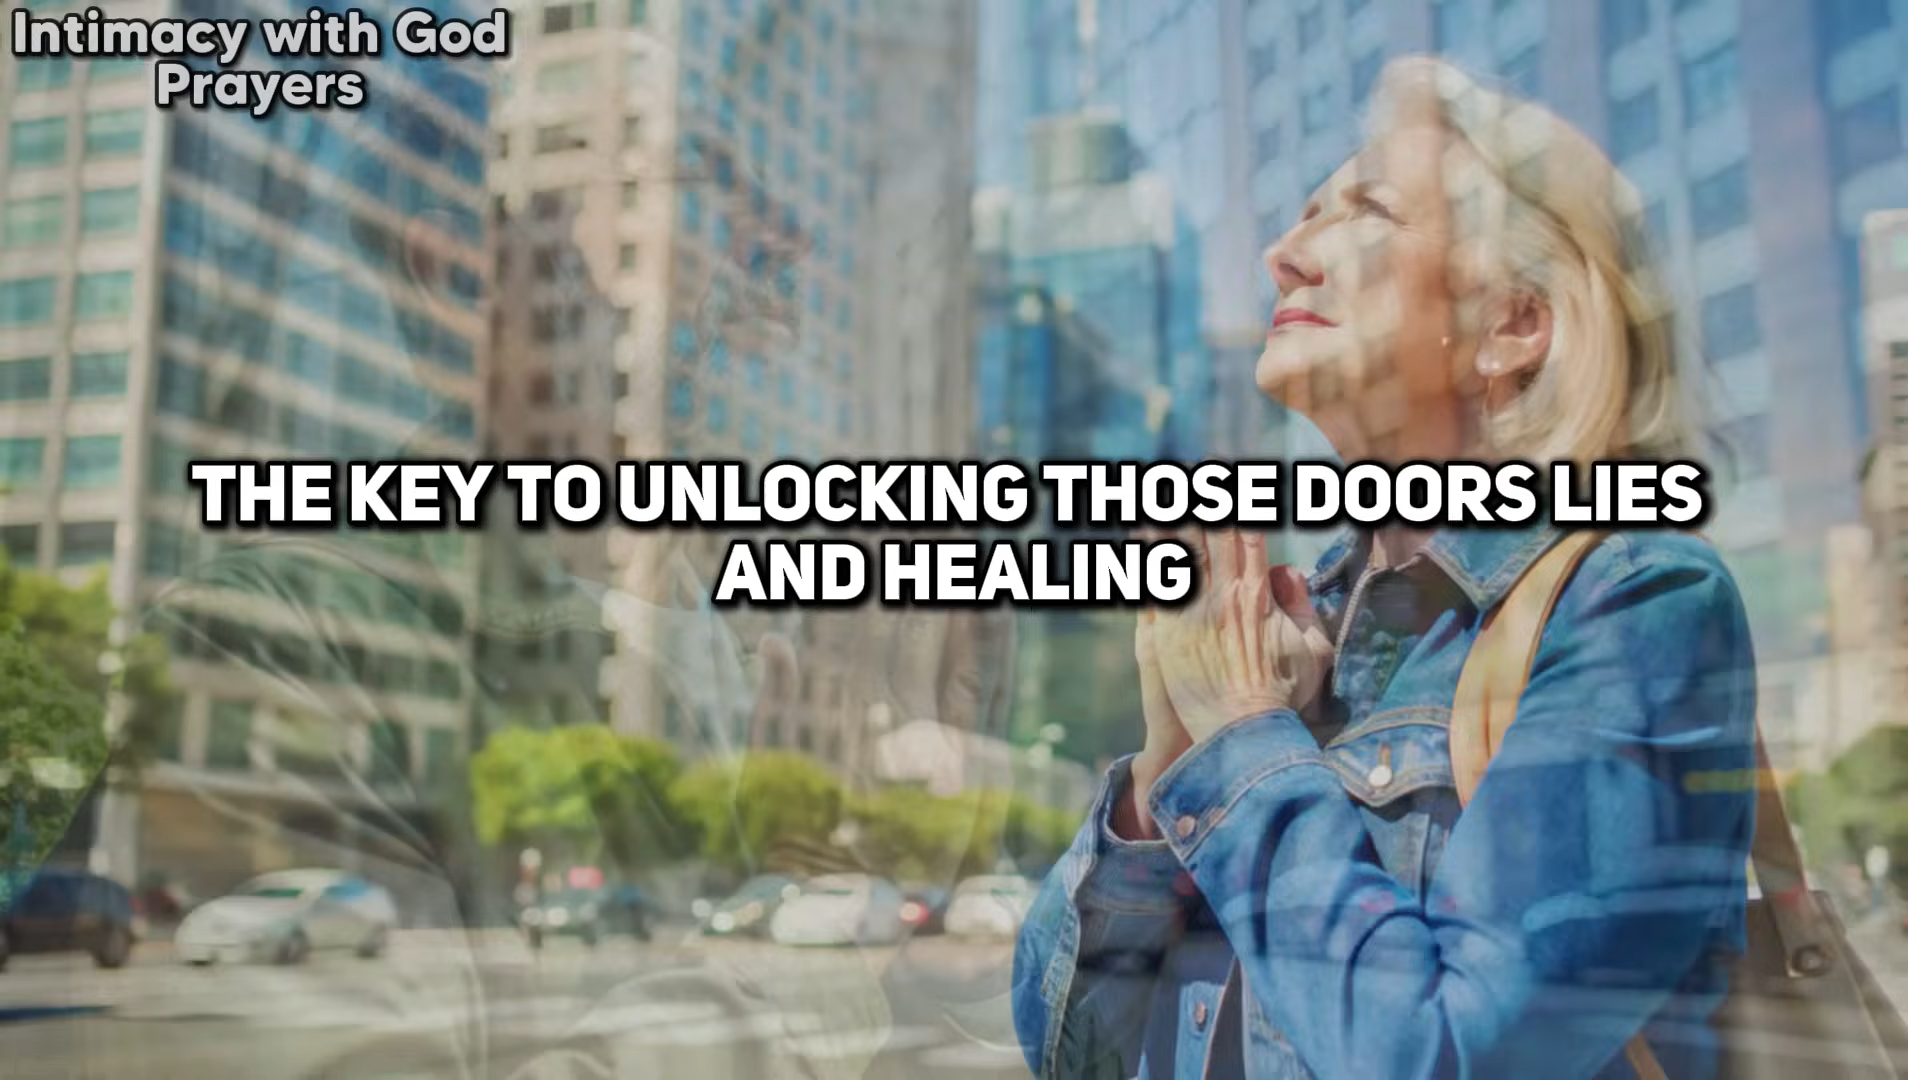 Intimacy with God
Prayers
THE KEY TO UNLOCKING THOSE DOORS LIES
AND HEALING